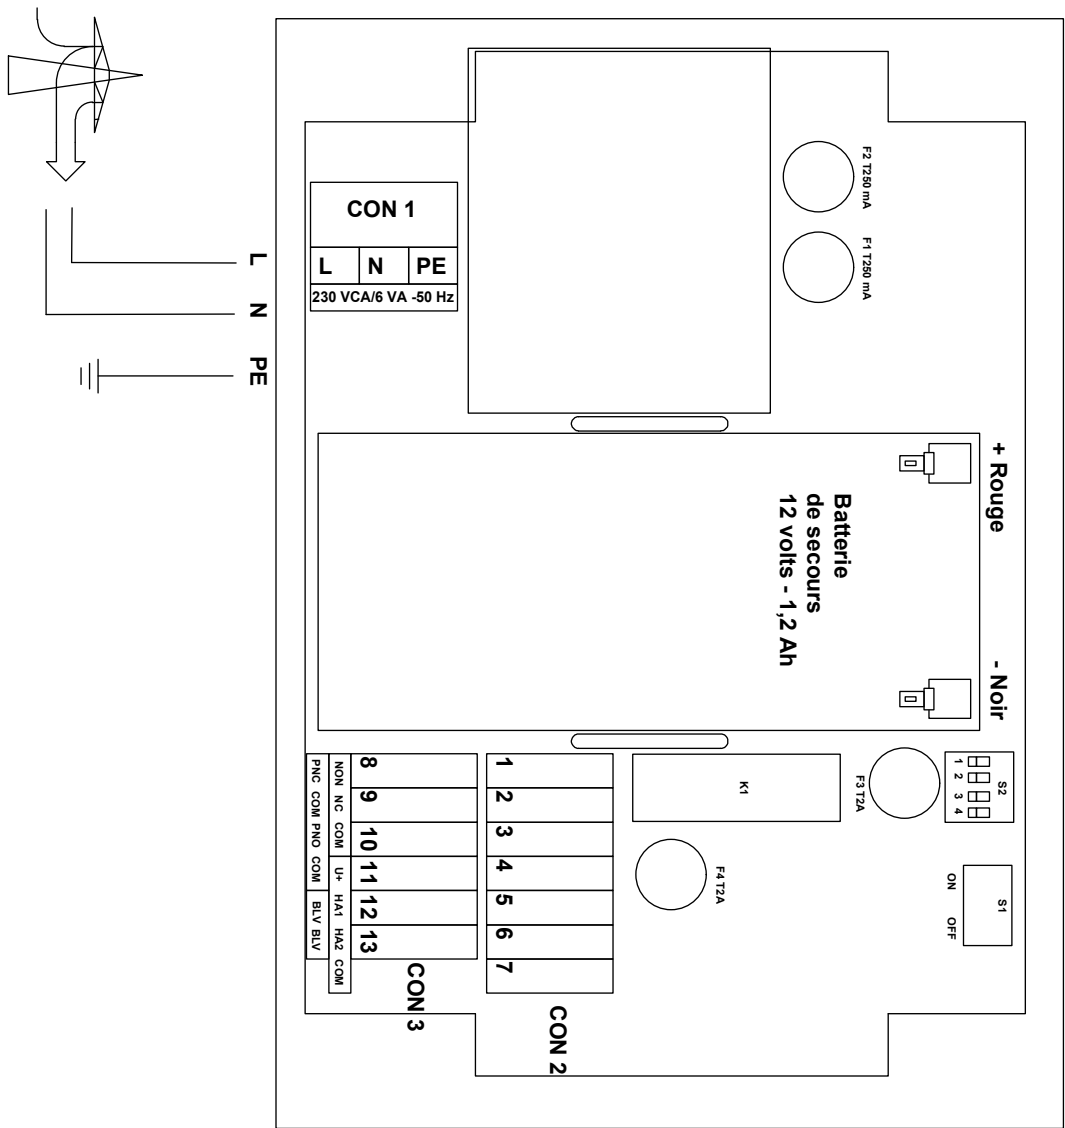 CON 1
L N PE
230 VCA/6 VA -50 Hz
L
N
PE
F2 T250 mA
F1 T250 mA
+ Rouge
- Noir
Batterie
de secours
12 volts - 1,2 Ah
S2
1 2 3 4
F3 T2A
K1
F4 T2A
S1
ON OFF
1 2 3 4 5 6 7
CON 2
8 9 10 11 12 13
CON 3
NON NC COM U+ HA1 HA2 COM
PNC COM PNO COM BLV BLV